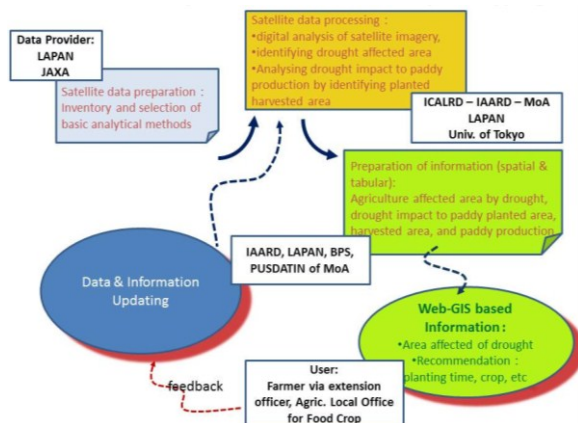 Data Provider:
LAPAN
JAXA
Satellite data preparation :
Inventory and selection of
basic analytical methods
Satellite data processing :
•digital analysis of satellite imagery,
•identifying drought affected area
•Analysing drought impact to paddy
production by identifying planted
harvested area
ICALRD – IAARD – MoA
LAPAN
Univ. of Tokyo
Preparation of information (spatial &
tabular):
Agriculture affected area by drought,
drought impact to paddy planted area,
harvested area, and paddy production
IAARD, LAPAN, BPS,
PUSDATIN of MoA
Data & Information
Updating
Web-GIS based
Information :
•Area affected of drought
•Recommendation :
planting time, crop, etc
User:
Farmer via extension
officer, Agric. Local Office
for Food Crop
feedback